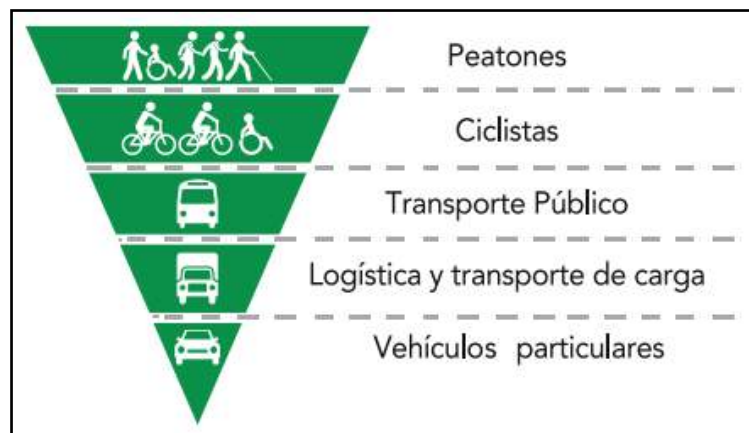 Peatones
Ciclistas
Transporte Público
Logística y transporte de carga
Vehículos particulares